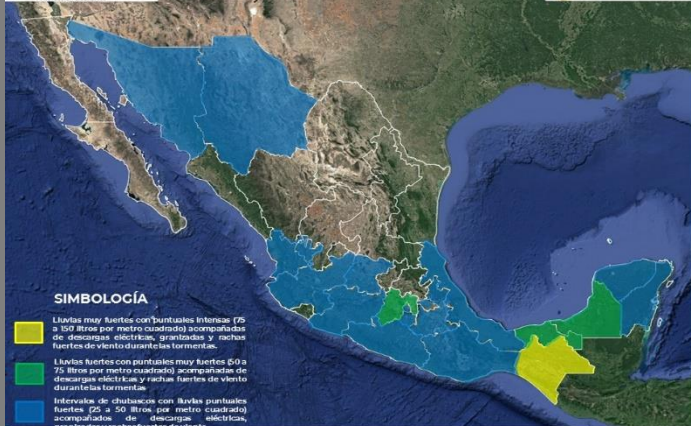 SIMBOLOGÍA
Lluvias muy fuertes con puntuales intensas (75
a 150 litros por metro cuadrado) acompañadas
de descargas eléctricas, granizadas y rachas
fuertes de viento durante las tormentas.
Lluvias fuertes con puntuales muy fuertes (50 a
75 litros por metro cuadrado) acompañadas de
descargas eléctricas y rachas fuertes de viento
durante las tormentas
Intervalos de chubascos con lluvias puntuales
fuertes (25 a 50 litros por metro cuadrado)
acompañados de descargas eléctricas,